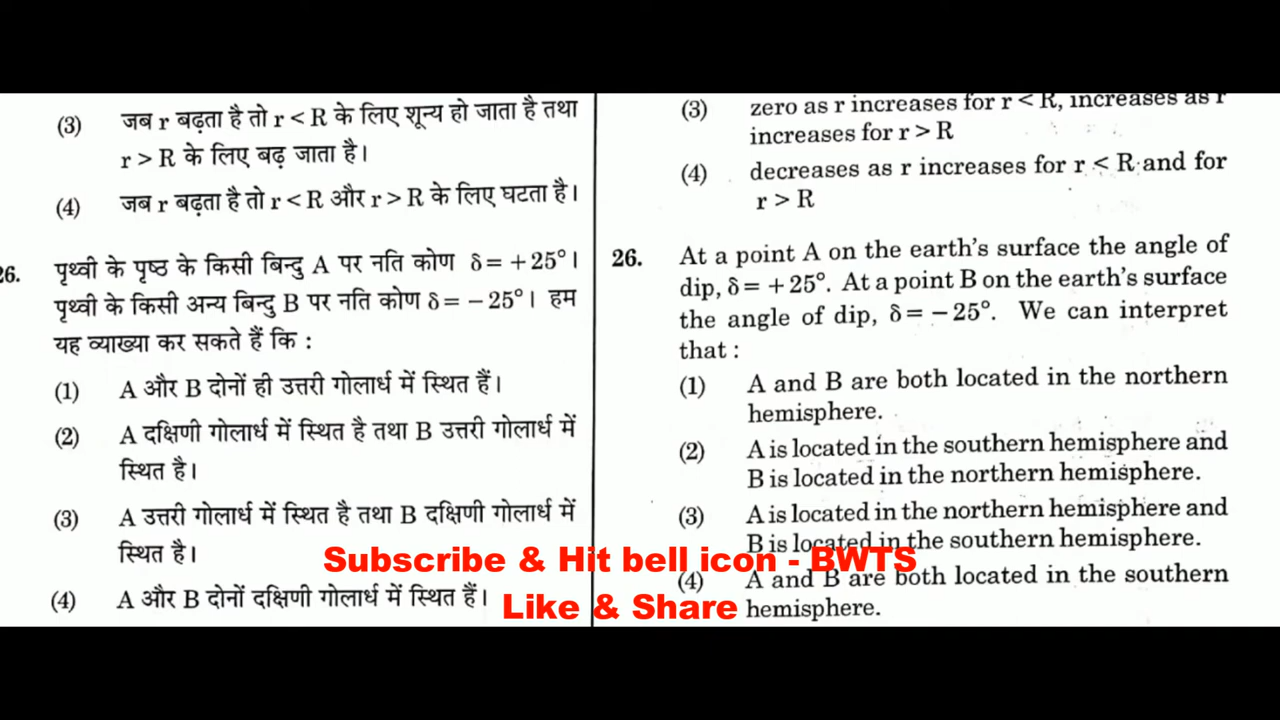 (3) जब r बढ़ता है तो r < R के लिए शून्य हो जाता है तथा
r > R के लिए बढ़ जाता है।
(4) जब r बढ़ता है तो r < R और r > R के लिए घटता है।
26. पृथ्वी के पृष्ठ के किसी बिन्दु A पर नति कोण δ = +25°।
पृथ्वी के किसी अन्य बिन्दु B पर नति कोण δ = −25°। हम
यह व्याख्या कर सकते हैं कि :
(1) A और B दोनों ही उत्तरी गोलार्ध में स्थित हैं।
(2) A दक्षिणी गोलार्ध में स्थित है तथा B उत्तरी गोलार्ध में
स्थित है।
(3) A उत्तरी गोलार्ध में स्थित है तथा B दक्षिणी गोलार्ध में
स्थित है।
(4) A और B दोनों दक्षिणी गोलार्ध में स्थित हैं।
(3) zero as r increases for r < R, increases as r
increases for r > R
(4) decreases as r increases for r < R and for
r > R
26. At a point A on the earth's surface the angle of
dip, δ = +25°. At a point B on the earth's surface
the angle of dip, δ = −25°. We can interpret
that :
(1) A and B are both located in the northern
hemisphere.
(2) A is located in the southern hemisphere and
B is located in the northern hemisphere.
(3) A is located in the northern hemisphere and
B is located in the southern hemisphere.
(4) A and B are both located in the southern
hemisphere.
Subscribe & Hit bell icon - BWTS
Like & Share